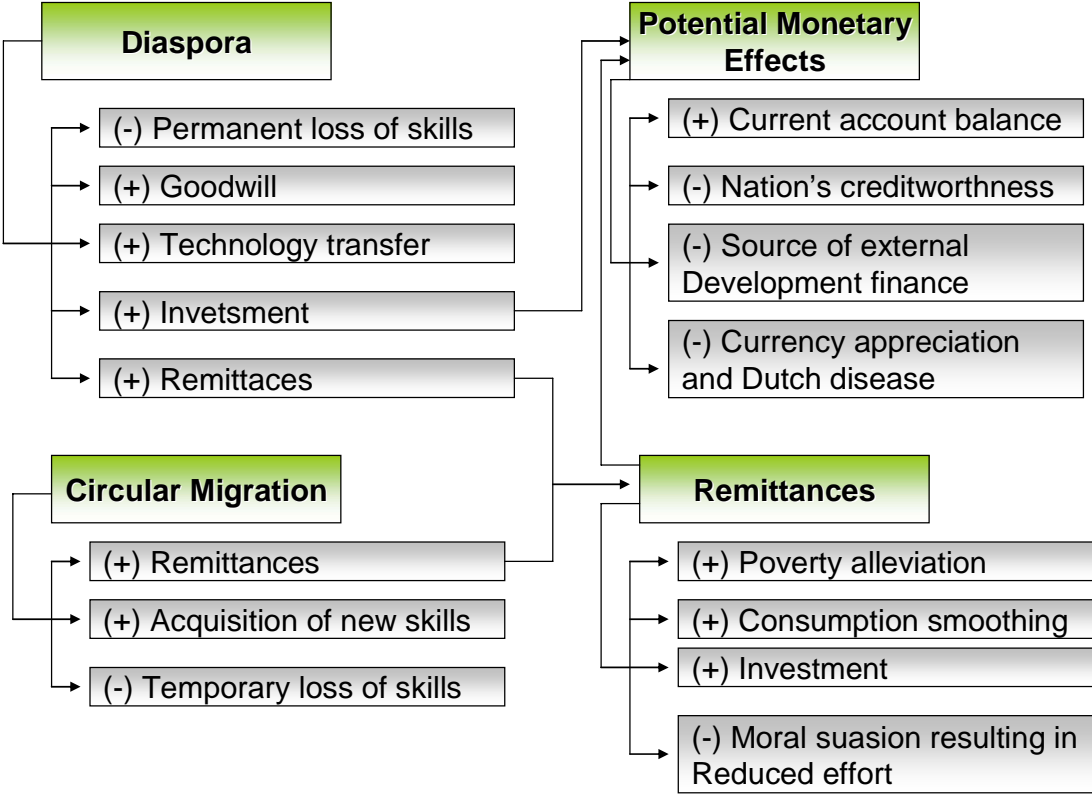 Diaspora
(-) Permanent loss of skills
(+) Goodwill
(+) Technology transfer
(+) Invetsment
(+) Remittaces
Potential Monetary
Effects
(+) Current account balance
(-) Nation's creditworthness
(-) Source of external
Development finance
(-) Currency appreciation
and Dutch disease
Circular Migration
(+) Remittances
(+) Acquisition of new skills
(-) Temporary loss of skills
Remittances
(+) Poverty alleviation
(+) Consumption smoothing
(+) Investment
(-) Moral suasion resulting in
Reduced effort